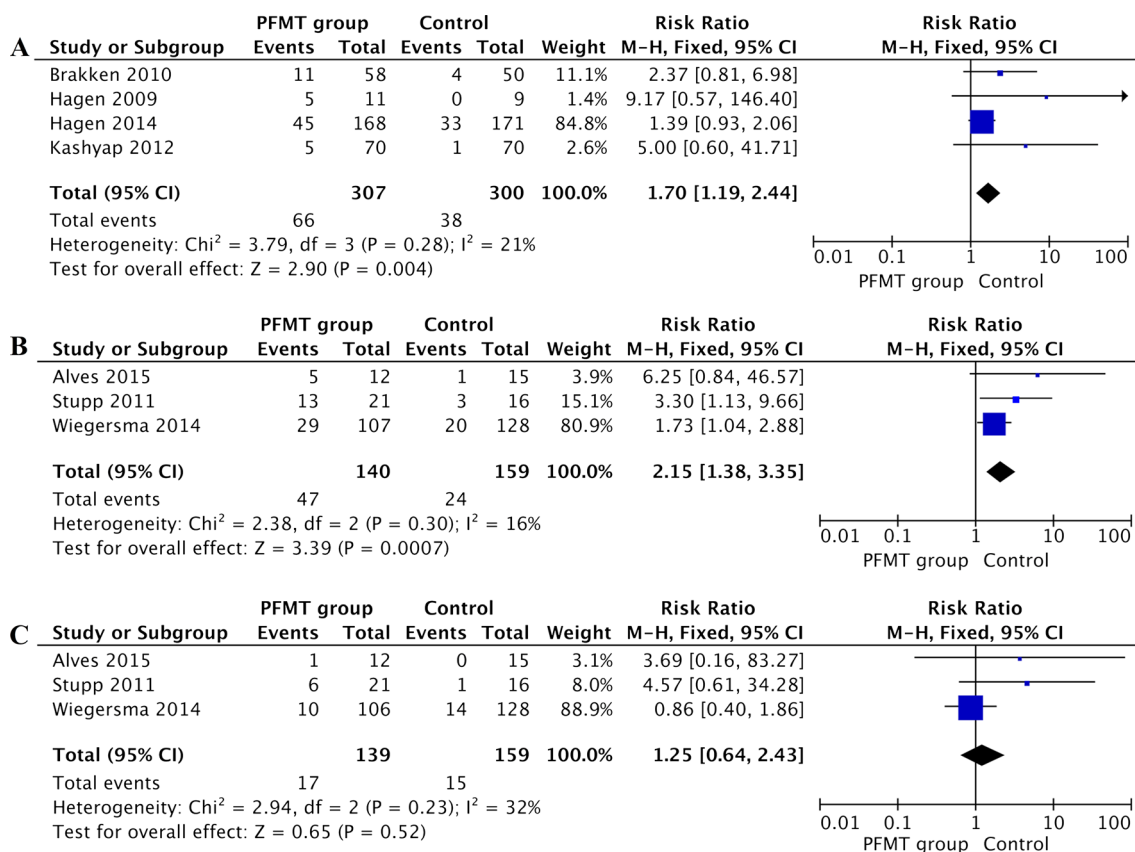 PFMT group Control Risk Ratio Risk Ratio
A Study or Subgroup Events Total Events Total Weight M-H, Fixed, 95% CI M-H, Fixed, 95% CI
Brakken 2010 11 58 4 50 11.1% 2.37 [0.81, 6.98]
Hagen 2009 5 11 0 9 1.4% 9.17 [0.57, 146.40]
Hagen 2014 45 168 33 171 84.8% 1.39 [0.93, 2.06]
Kashyap 2012 5 70 1 70 2.6% 5.00 [0.60, 41.71]
Total (95% CI) 307 300 100.0% 1.70 [1.19, 2.44]
Total events 66 38
Heterogeneity: Chi² = 3.79, df = 3 (P = 0.28); I² = 21%
Test for overall effect: Z = 2.90 (P = 0.004)
0.01 0.1 1 10 100
PFMT group Control
PFMT group Control Risk Ratio Risk Ratio
B Study or Subgroup Events Total Events Total Weight M-H, Fixed, 95% CI M-H, Fixed, 95% CI
Alves 2015 5 12 1 15 3.9% 6.25 [0.84, 46.57]
Stupp 2011 13 21 3 16 15.1% 3.30 [1.13, 9.66]
Wiegersma 2014 29 107 20 128 80.9% 1.73 [1.04, 2.88]
Total (95% CI) 140 159 100.0% 2.15 [1.38, 3.35]
Total events 47 24
Heterogeneity: Chi² = 2.38, df = 2 (P = 0.30); I² = 16%
Test for overall effect: Z = 3.39 (P = 0.0007)
0.01 0.1 1 10 100
PFMT group Control
PFMT group Control Risk Ratio Risk Ratio
C Study or Subgroup Events Total Events Total Weight M-H, Fixed, 95% CI M-H, Fixed, 95% CI
Alves 2015 1 12 0 15 3.1% 3.69 [0.16, 83.27]
Stupp 2011 6 21 1 16 8.0% 4.57 [0.61, 34.28]
Wiegersma 2014 10 106 14 128 88.9% 0.86 [0.40, 1.86]
Total (95% CI) 139 159 100.0% 1.25 [0.64, 2.43]
Total events 17 15
Heterogeneity: Chi² = 2.94, df = 2 (P = 0.23); I² = 32%
Test for overall effect: Z = 0.65 (P = 0.52)
0.01 0.1 1 10 100
PFMT group Control